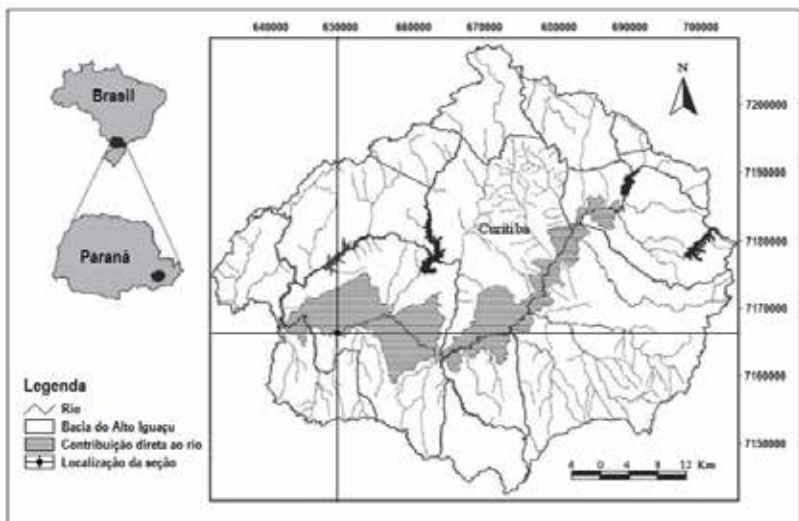 640000 650000 660000 670000 680000 690000 700000
Brasil
N
7200000
7190000
Curitiba
7180000
Paraná
7170000
7160000
Legenda
Rio
Bacia do Alto Iguaçu
Contribuição direta ao rio
Localização da seção
7150000
4 0 4 8 12 Km